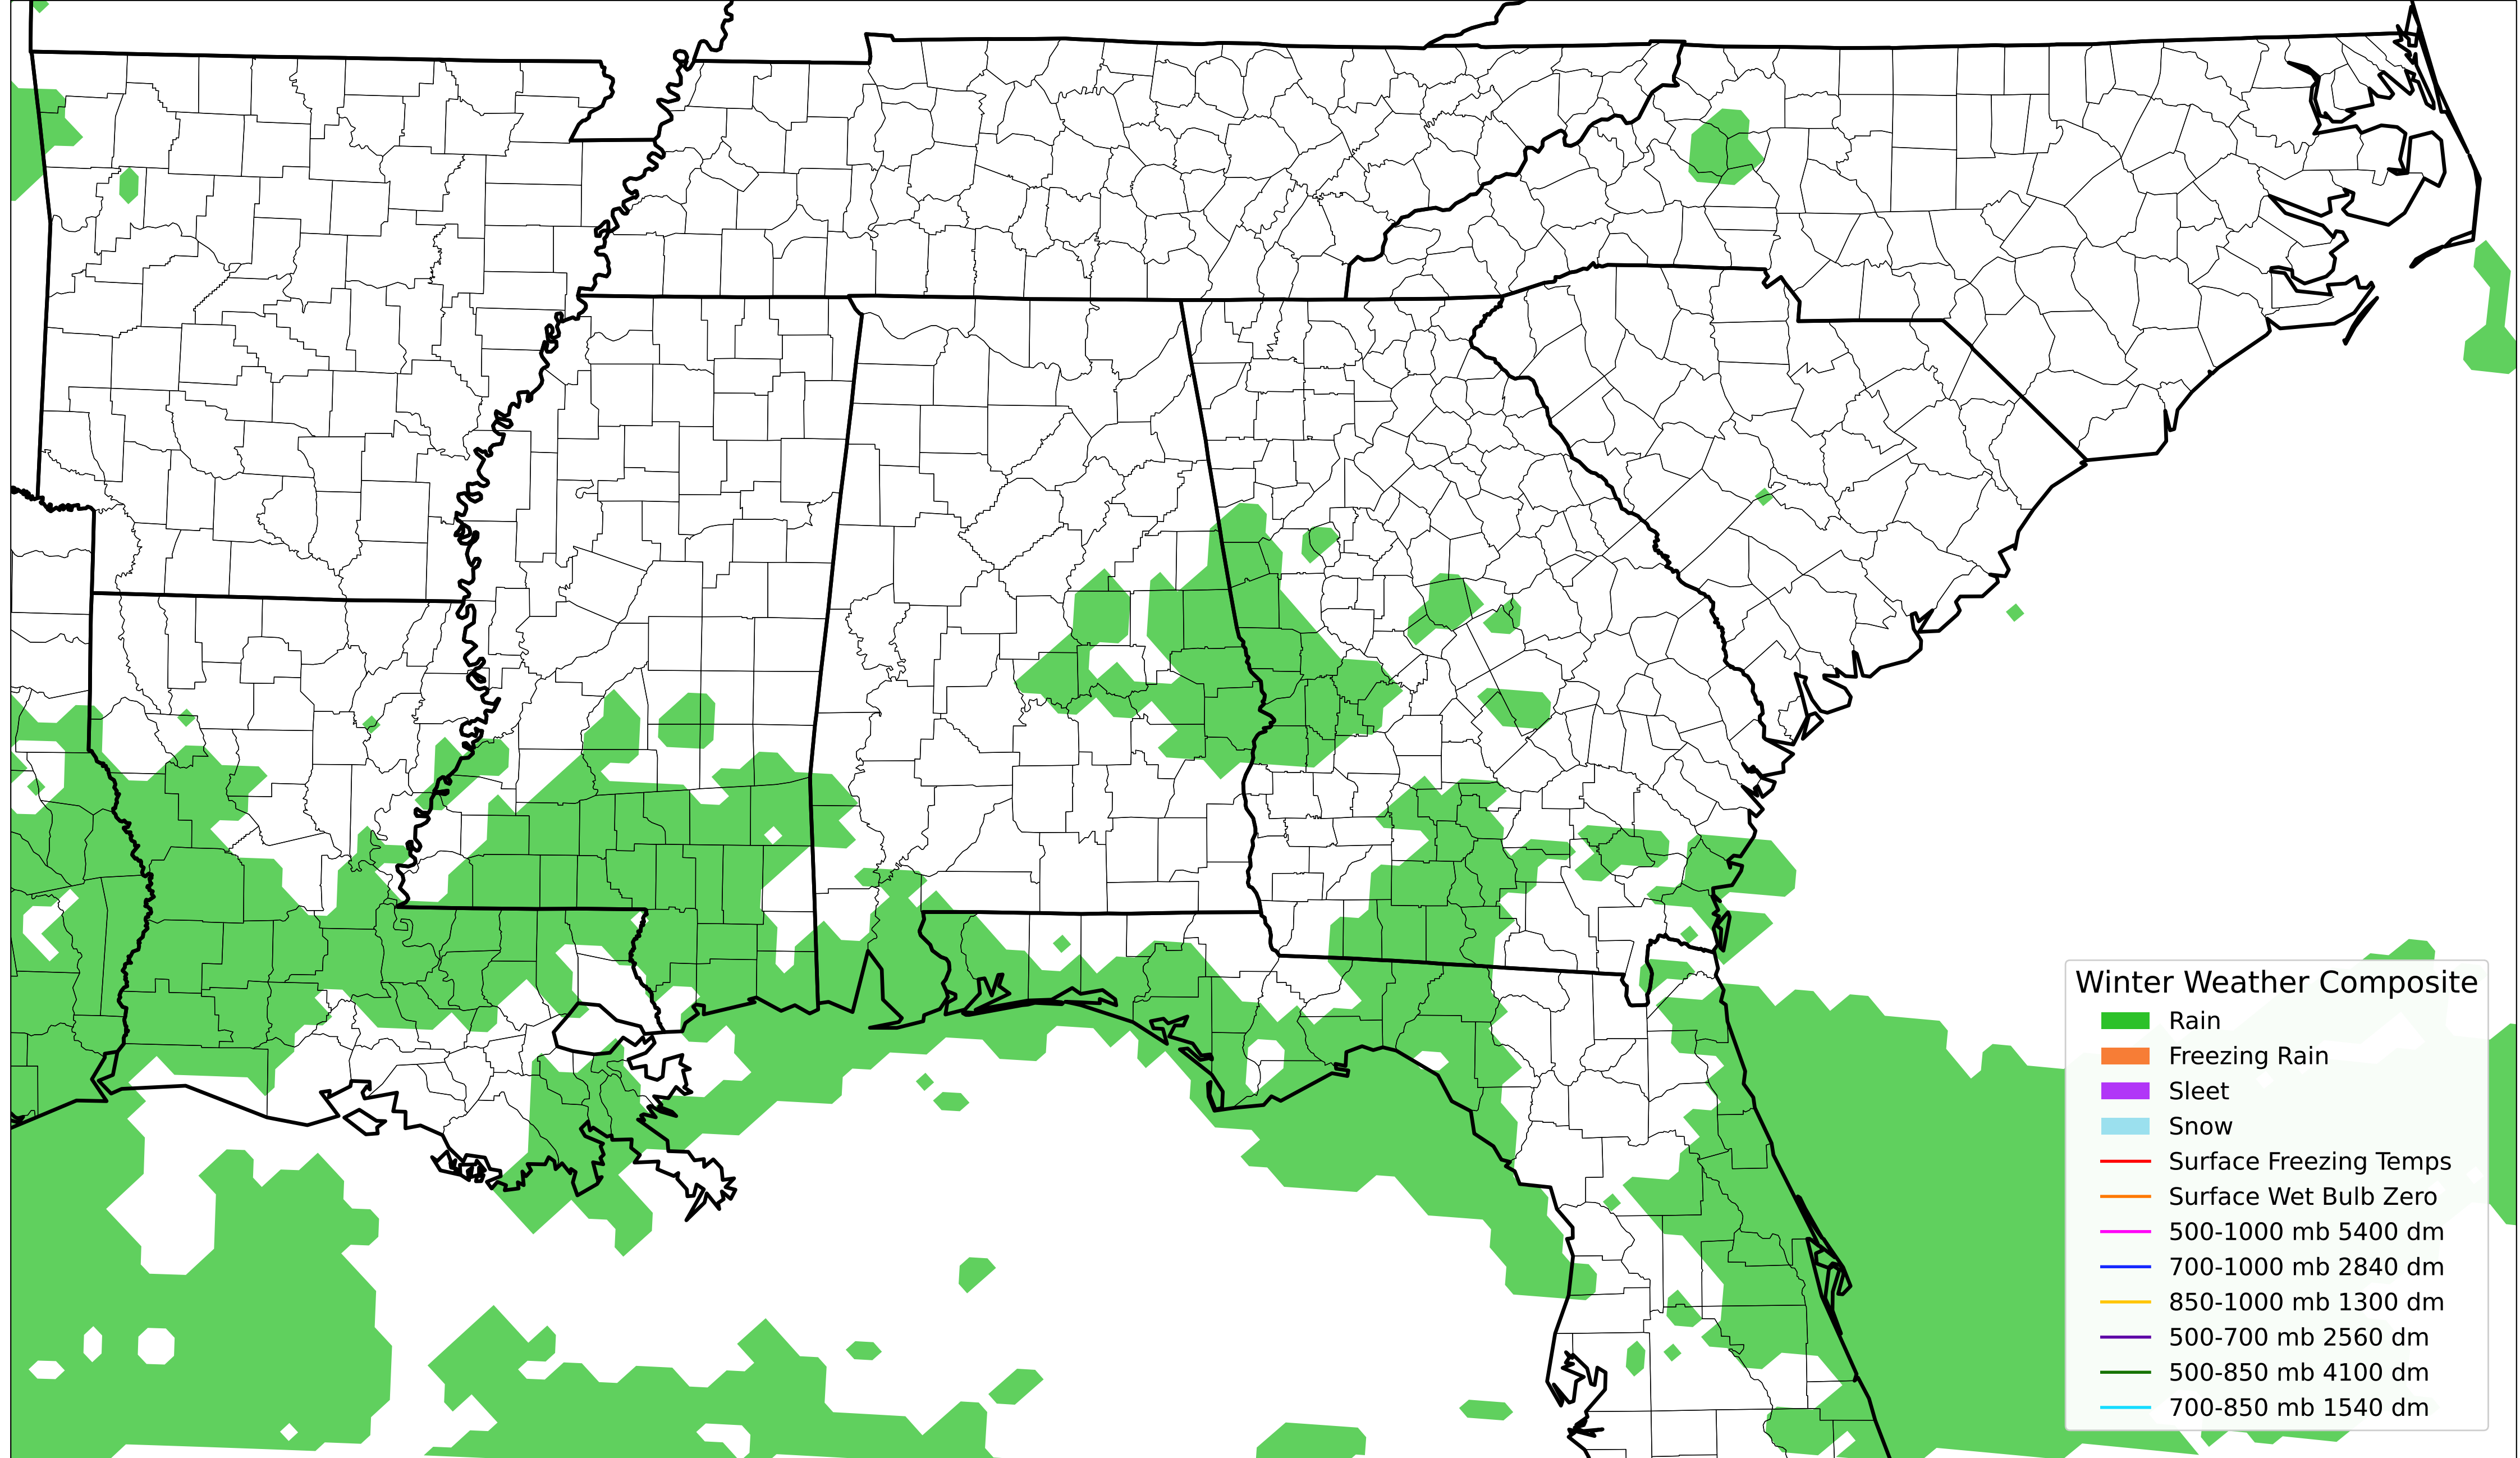 Winter Weather Composite
Rain
Freezing Rain
Sleet
Snow
Surface Freezing Temps
Surface Wet Bulb Zero
500-1000 mb 5400 dm
700-1000 mb 2840 dm
850-1000 mb 1300 dm
500-700 mb 2560 dm
500-850 mb 4100 dm
700-850 mb 1540 dm